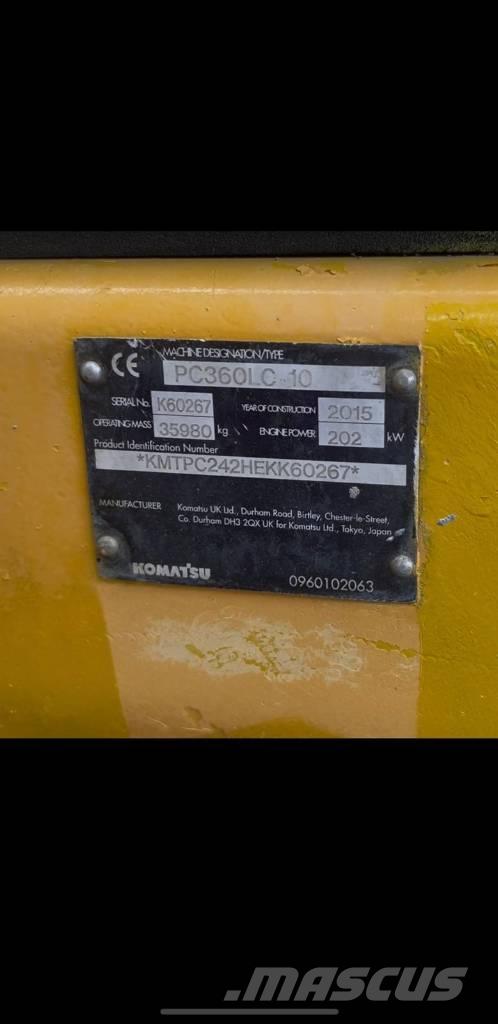 CE
MACHINE DESIGNATION/TYPE
PC360LC-10
SERIAL No. K60267 YEAR OF CONSTRUCTION 2015
OPERATING MASS 35980 kg ENGINE POWER 202 kW
Product Identification Number
*KMTPC242HEKK60267*
MANUFACTURER Komatsu UK Ltd., Durham Road, Birtley, Chester-le-Street,
Co. Durham DH3 2QX UK for Komatsu Ltd., Tokyo, Japan
KOMATSU 0960102063
MASCUS